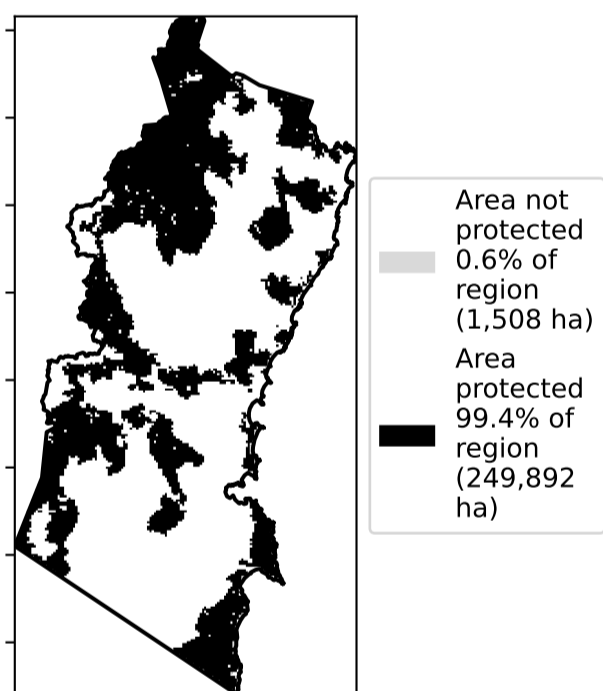 Area not
protected
0.6% of
region
(1,508 ha)
Area
protected
99.4% of
region
(249,892
ha)